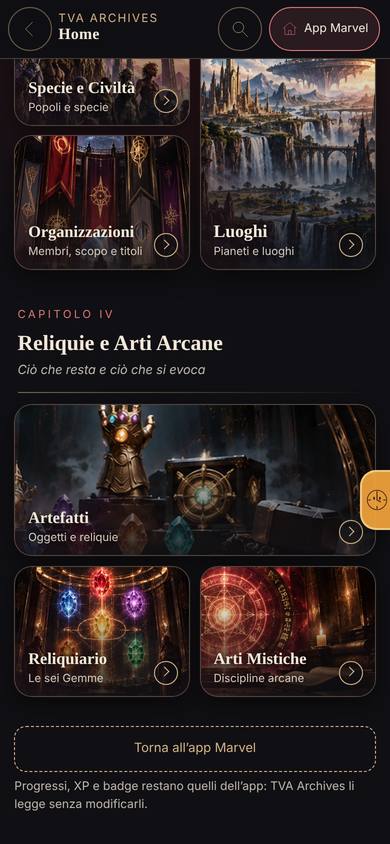 TVA ARCHIVES
Home
App Marvel
Specie e Civiltà
Popoli e specie
Organizzazioni
Membri, scopo e titoli
Luoghi
Pianeti e luoghi
CAPITOLO IV
Reliquie e Arti Arcane
Ciò che resta e ciò che si evoca
Artefatti
Oggetti e reliquie
Reliquiario
Le sei Gemme
Arti Mistiche
Discipline arcane
Torna all’app Marvel
Progressi, XP e badge restano quelli dell’app: TVA Archives li
legge senza modificarli.